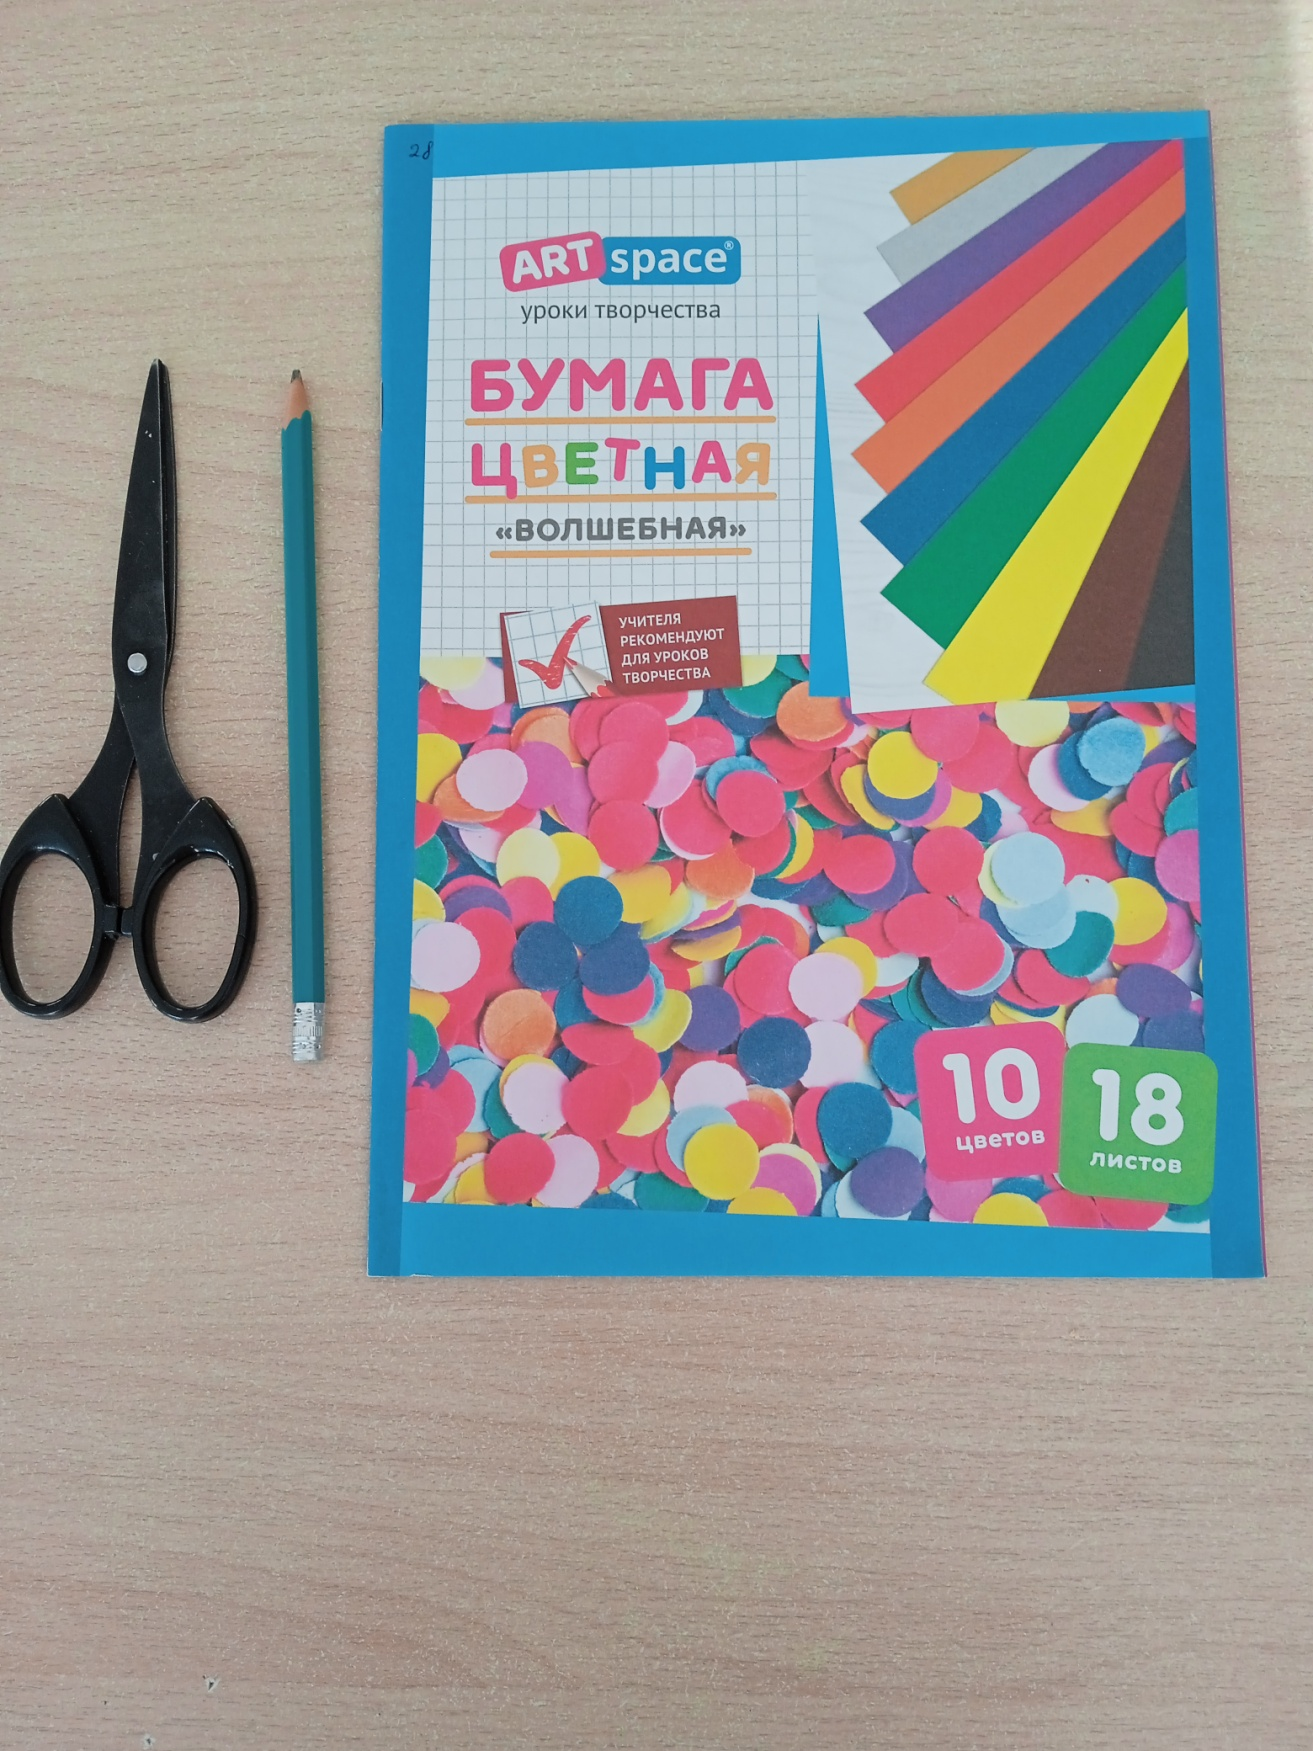 28
ART space®
уроки творчества
БУМАГА
ЦВЕТНАЯ
«ВОЛШЕБНАЯ»
УЧИТЕЛЯ
РЕКОМЕНДУЮТ
ДЛЯ УРОКОВ
ТВОРЧЕСТВА
10
цветов
18
листов